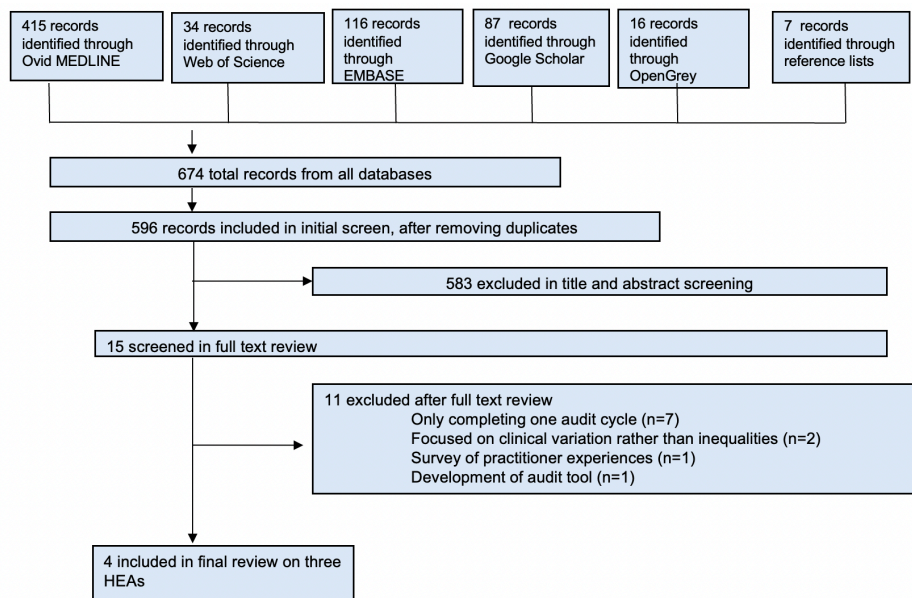 415 records
identified through
Ovid MEDLINE
34 records
identified through
Web of Science
116 records
identified
through
EMBASE
87 records
identified through
Google Scholar
16 records
identified
through
OpenGrey
7 records
identified through
reference lists
674 total records from all databases
596 records included in initial screen, after removing duplicates
583 excluded in title and abstract screening
15 screened in full text review
11 excluded after full text review
Only completing one audit cycle (n=7)
Focused on clinical variation rather than inequalities (n=2)
Survey of practitioner experiences (n=1)
Development of audit tool (n=1)
4 included in final review on three
HEAs